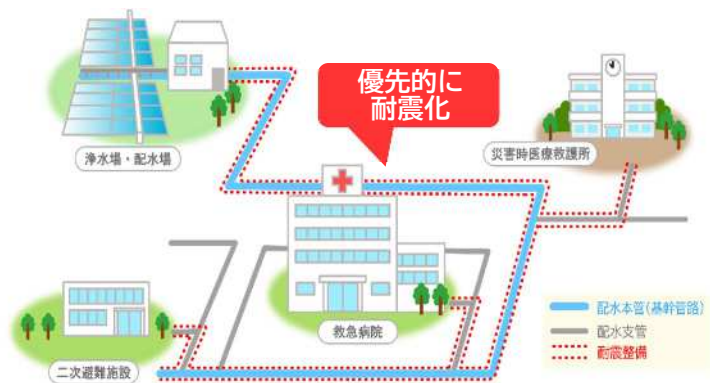 優先的に
耐震化
浄水場・配水場
災害時医療救護所
救急病院
二次避難施設
配水本管(基幹管路)
配水支管
耐震整備